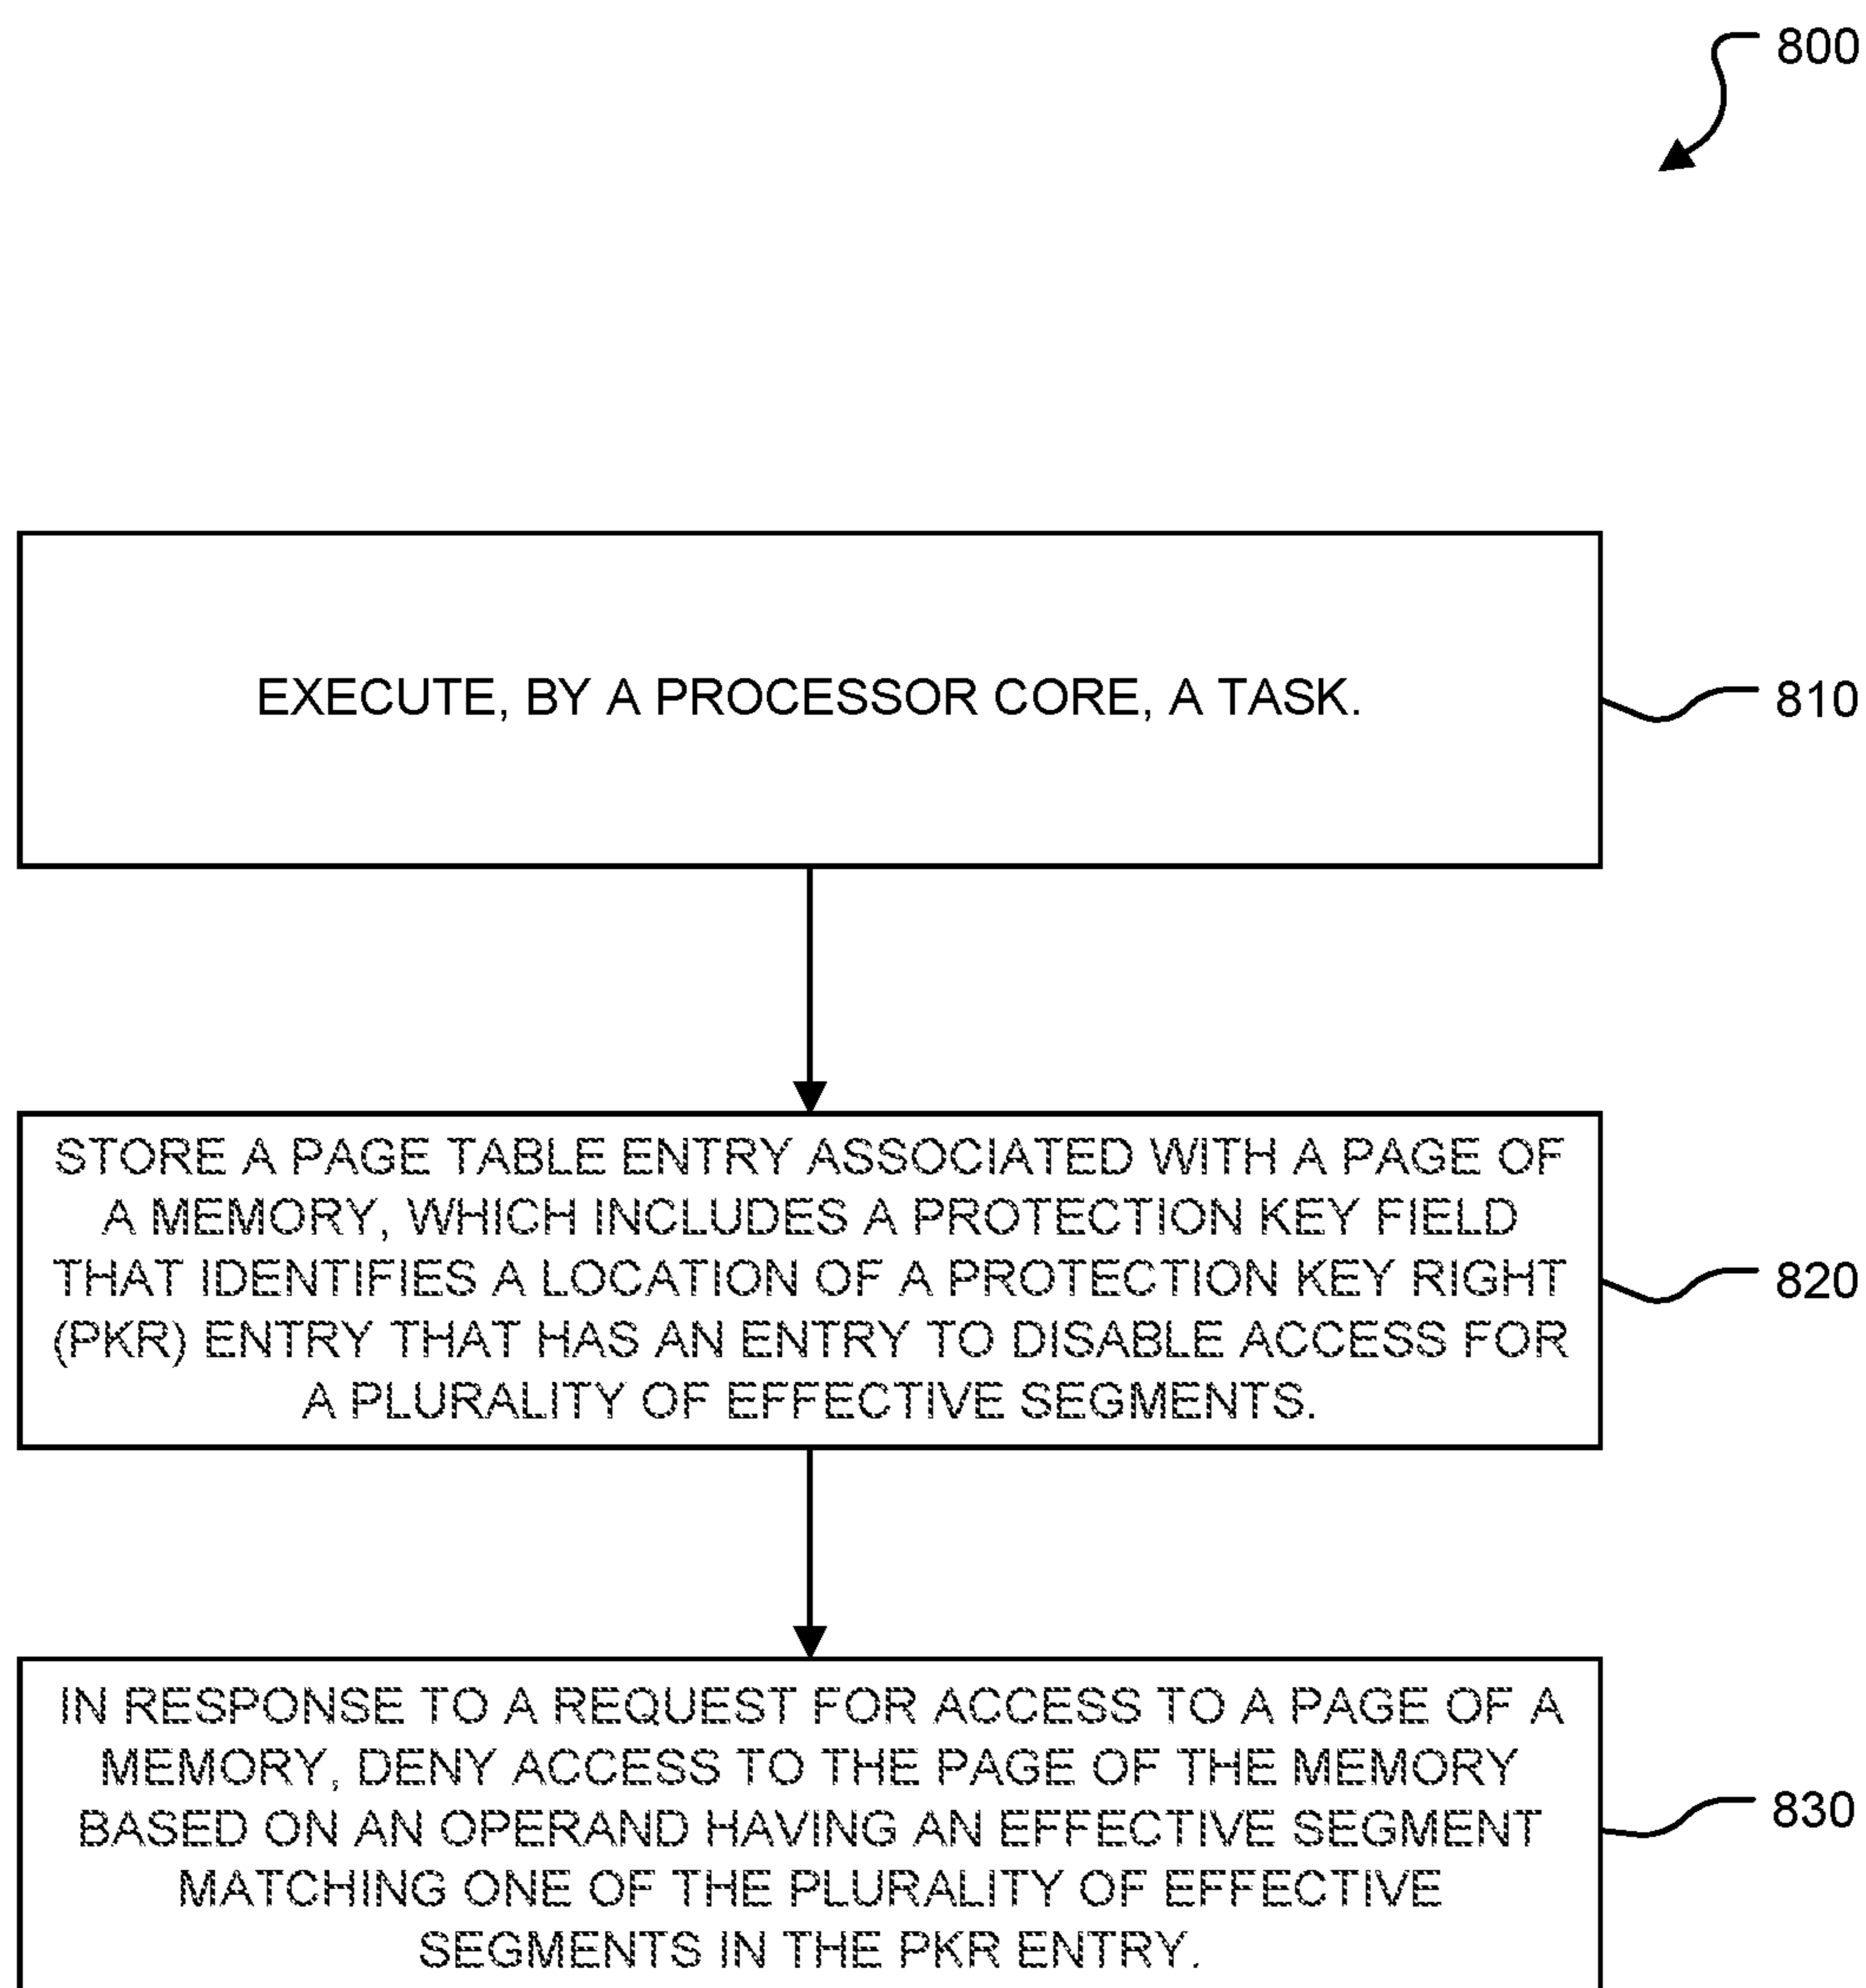 800
EXECUTE, BY A PROCESSOR CORE, A TASK.
810
STORE A PAGE TABLE ENTRY ASSOCIATED WITH A PAGE OF
A MEMORY, WHICH INCLUDES A PROTECTION KEY FIELD
THAT IDENTIFIES A LOCATION OF A PROTECTION KEY RIGHT
(PKR) ENTRY THAT HAS AN ENTRY TO DISABLE ACCESS FOR
A PLURALITY OF EFFECTIVE SEGMENTS.
820
IN RESPONSE TO A REQUEST FOR ACCESS TO A PAGE OF A
MEMORY, DENY ACCESS TO THE PAGE OF THE MEMORY
BASED ON AN OPERAND HAVING AN EFFECTIVE SEGMENT
MATCHING ONE OF THE PLURALITY OF EFFECTIVE
SEGMENTS IN THE PKR ENTRY.
830